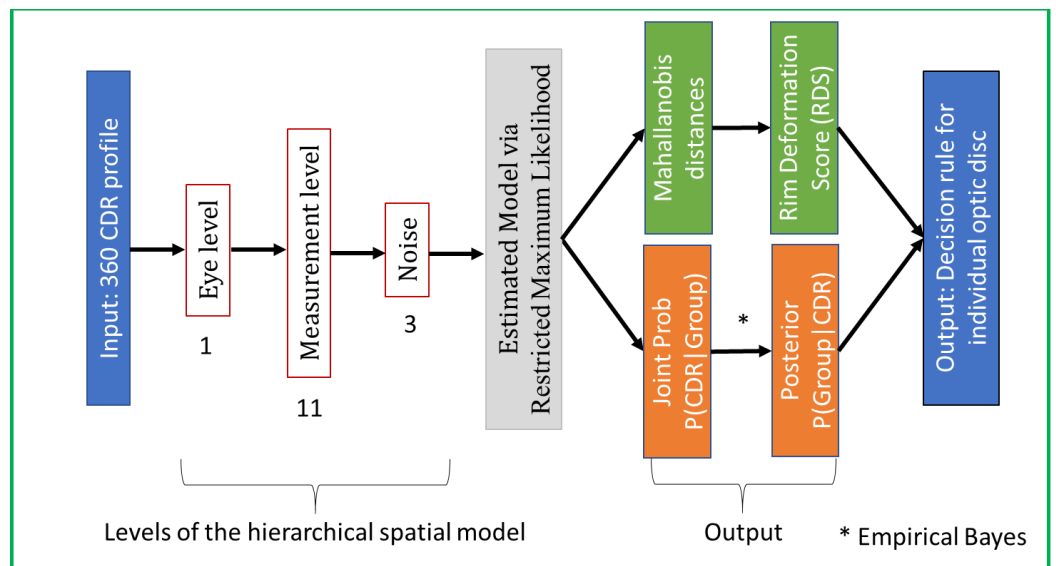 Input: 360 CDR profile
Eye level
1
Measurement level
11
Noise
3
Estimated Model via
Restricted Maximum Likelihood
Mahallanobis
distances
Rim Deformation
Score (RDS)
Joint Prob
P(CDR|Group)
*
Posterior
P(Group|CDR)
Output: Decision rule for
individual optic disc
Levels of the hierarchical spatial model
Output
* Empirical Bayes